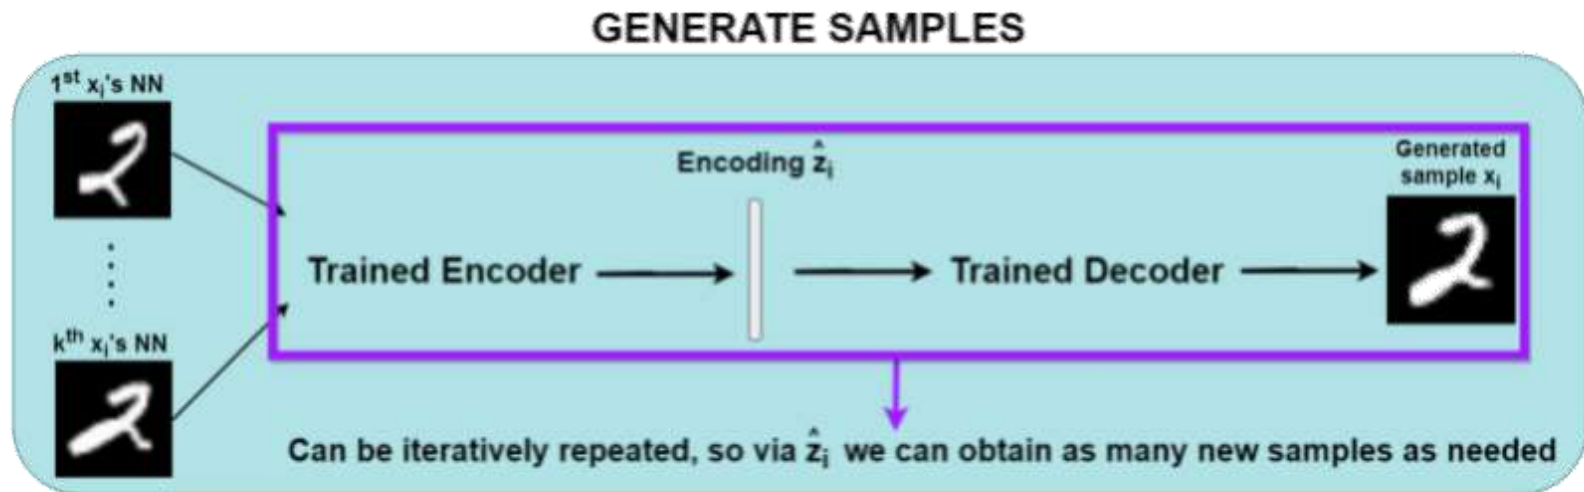 GENERATE SAMPLES
1st xi's NN
Encoding ẑi
Generated
sample xi
Trained Encoder
Trained Decoder
kth xi's NN
Can be iteratively repeated, so via ẑi we can obtain as many new samples as needed